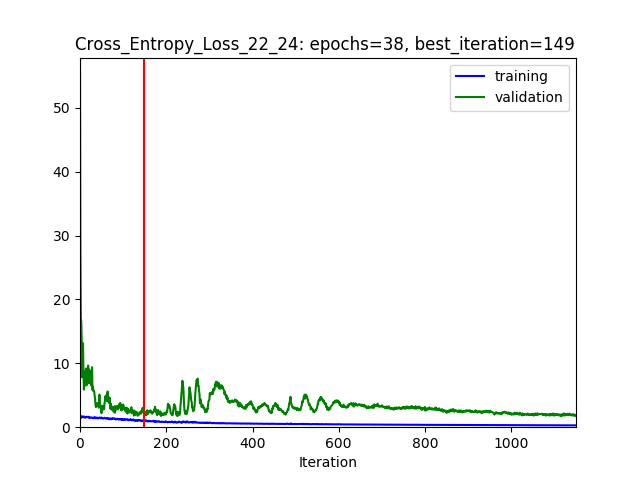 Cross_Entropy_Loss_22_24: epochs=38, best_iteration=149
training
validation
50
40
30
20
10
0
0 200 400 600 800 1000
Iteration